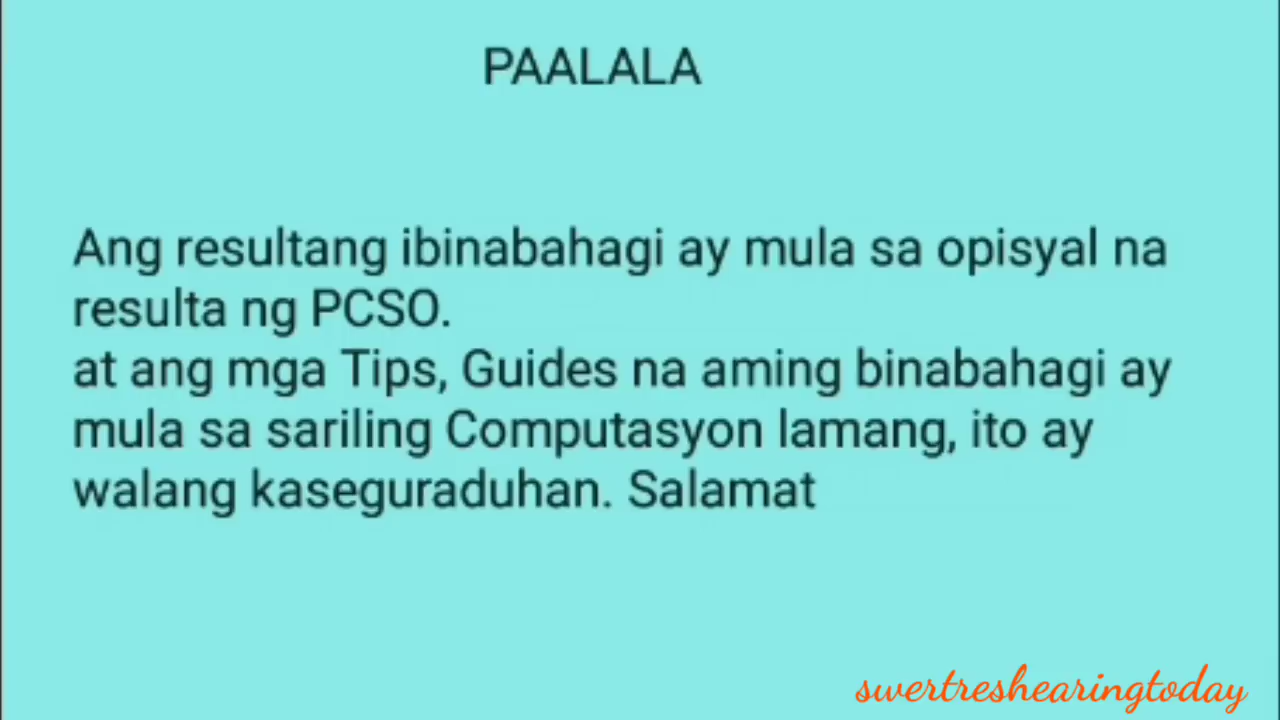 PAALALA
Ang resultang ibinabahagi ay mula sa opisyal na
resulta ng PCSO.
at ang mga Tips, Guides na aming binabahagi ay
mula sa sariling Computasyon lamang, ito ay
walang kaseguraduhan. Salamat
swertreshearingtoday